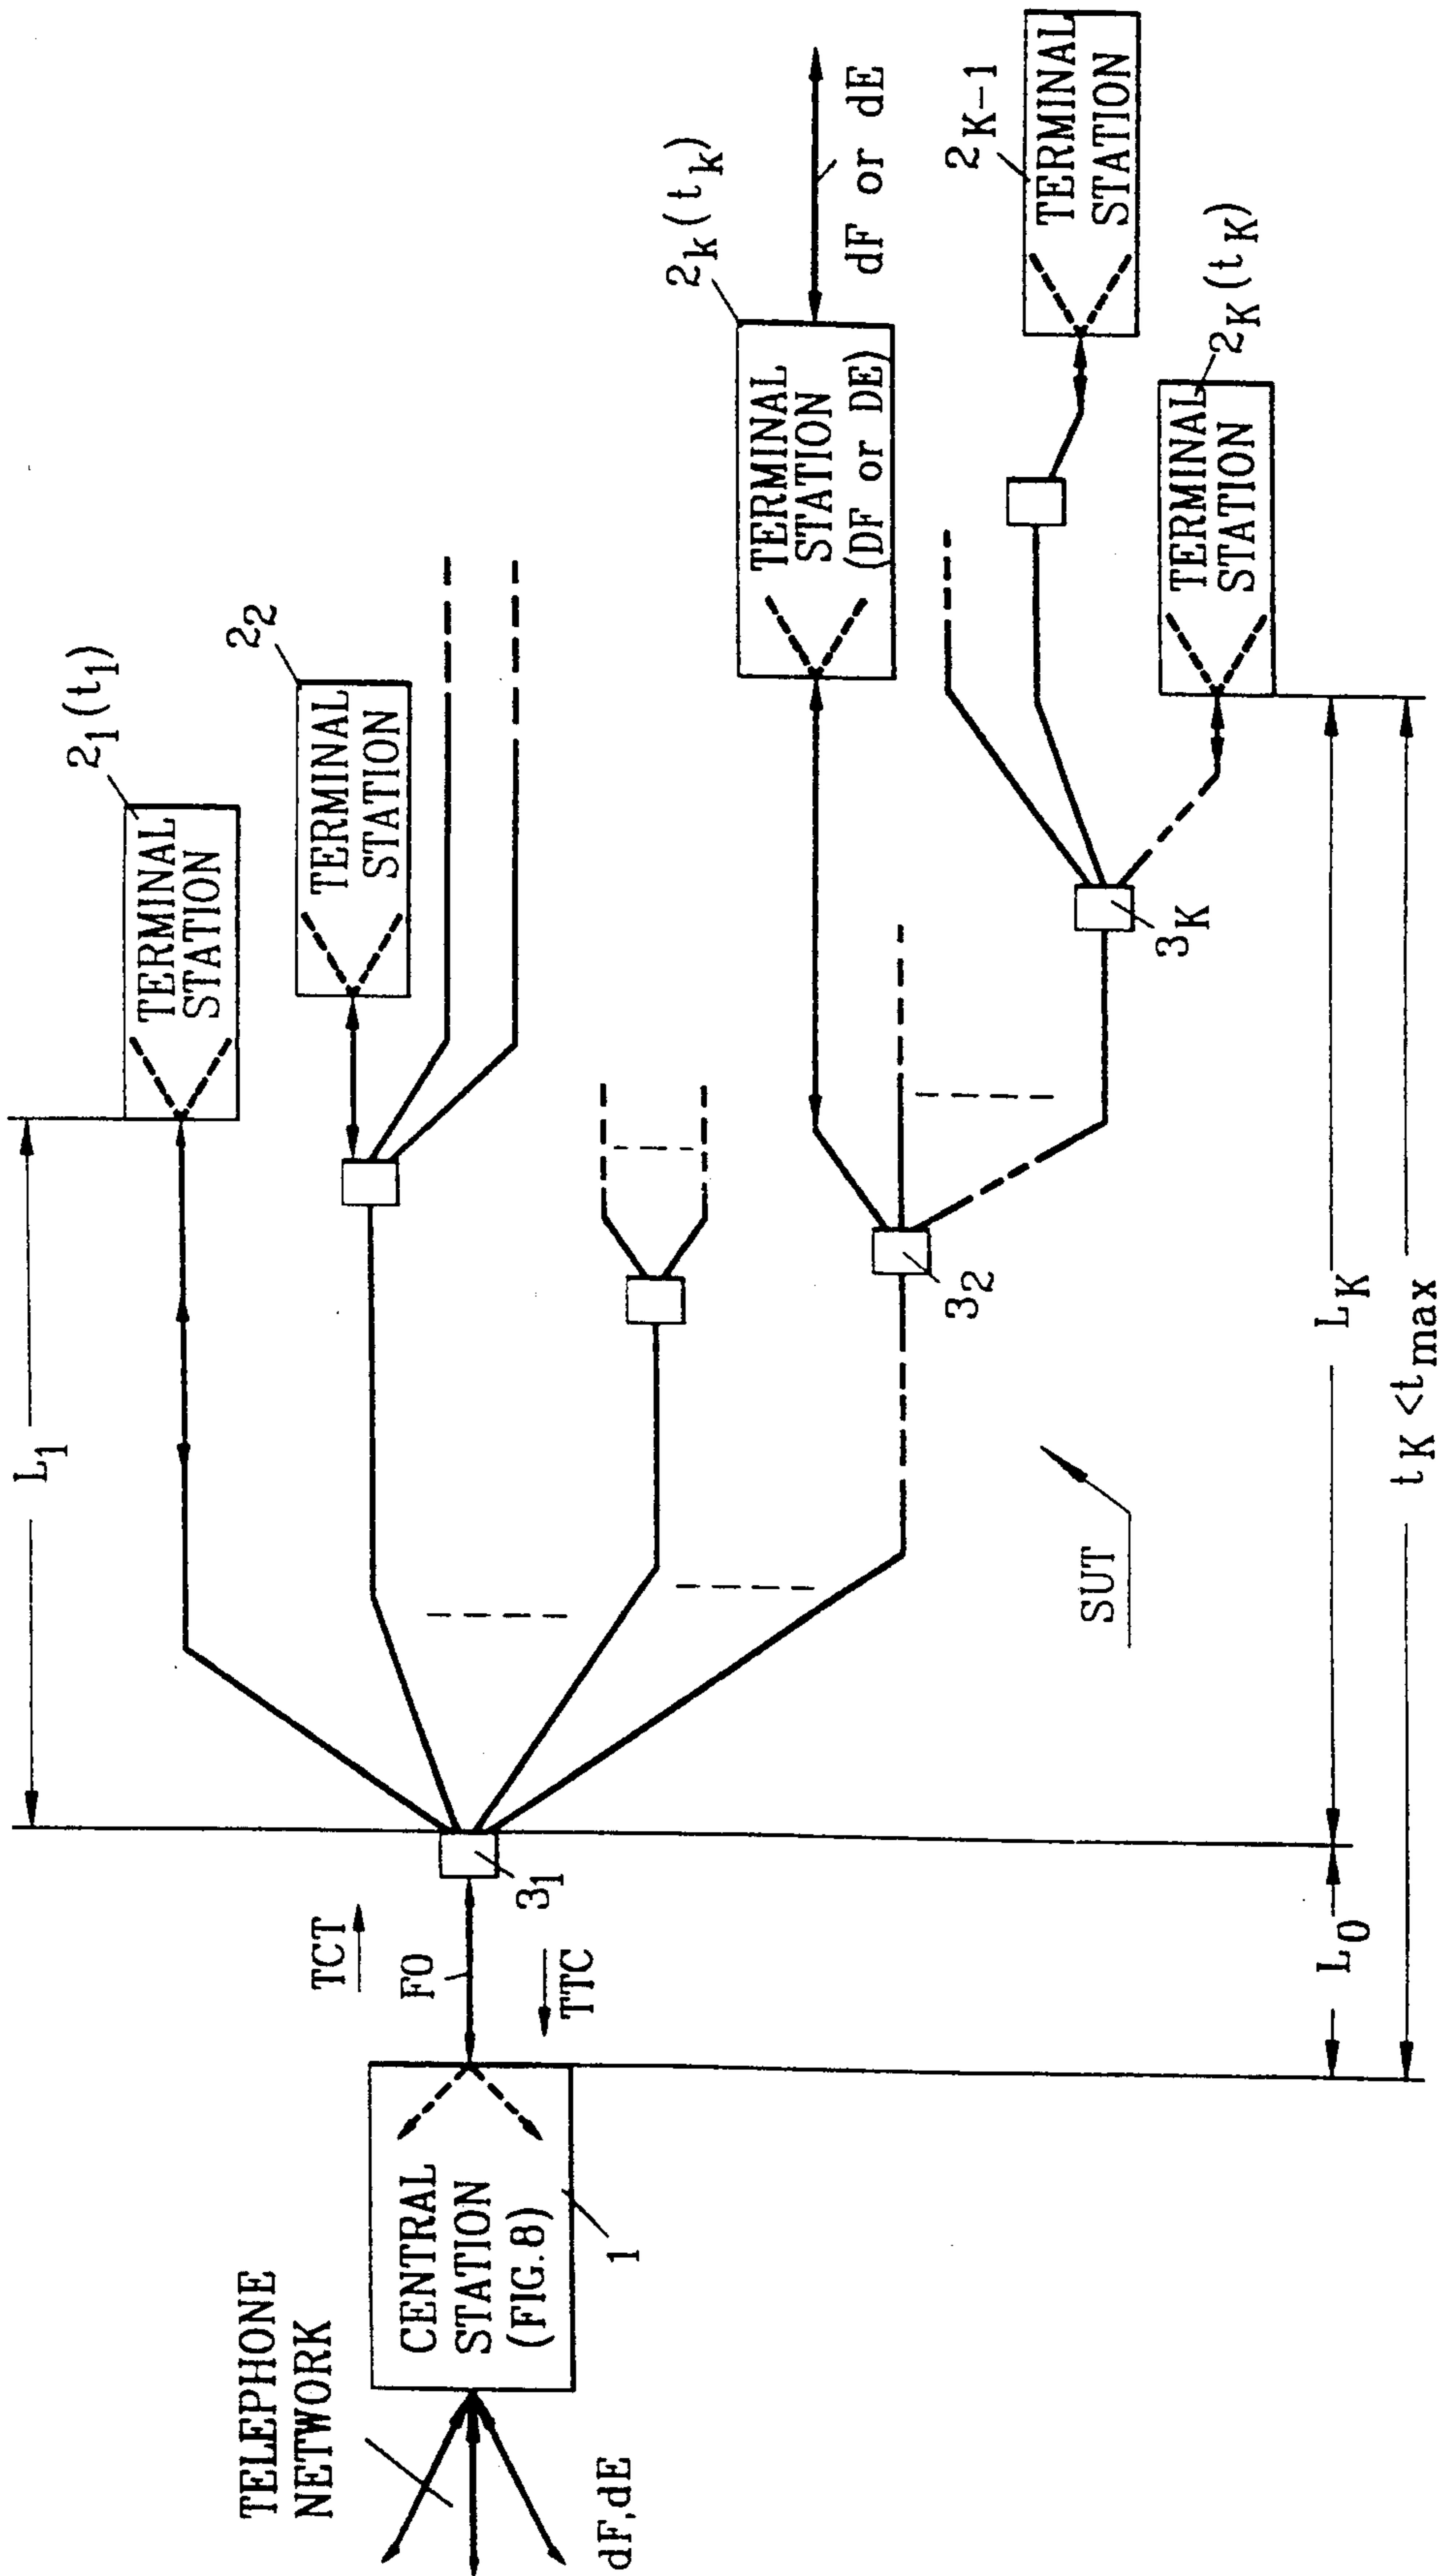 TELEPHONE
NETWORK
dF,dE
CENTRAL
STATION
(FIG.8)
1
TCT
FO
TTC
3₁
L₁
2₁(t₁)
TERMINAL
STATION
2₂
TERMINAL
STATION
3₂
2ₖ(tₖ)
TERMINAL
STATION
(DF or DE)
dF or dE
3K
2K-1
TERMINAL
STATION
2K(tK)
TERMINAL
STATION
SUT
L₀
LK
tK <tmax